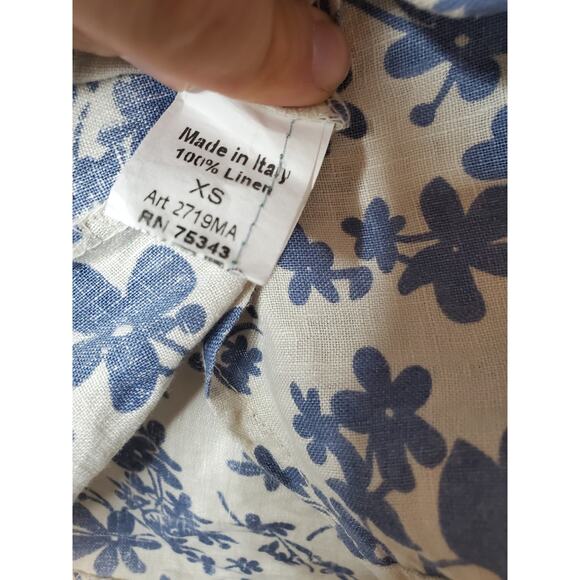 Made in Italy
100% Linen
XS
Art 2719MA
RN 75343